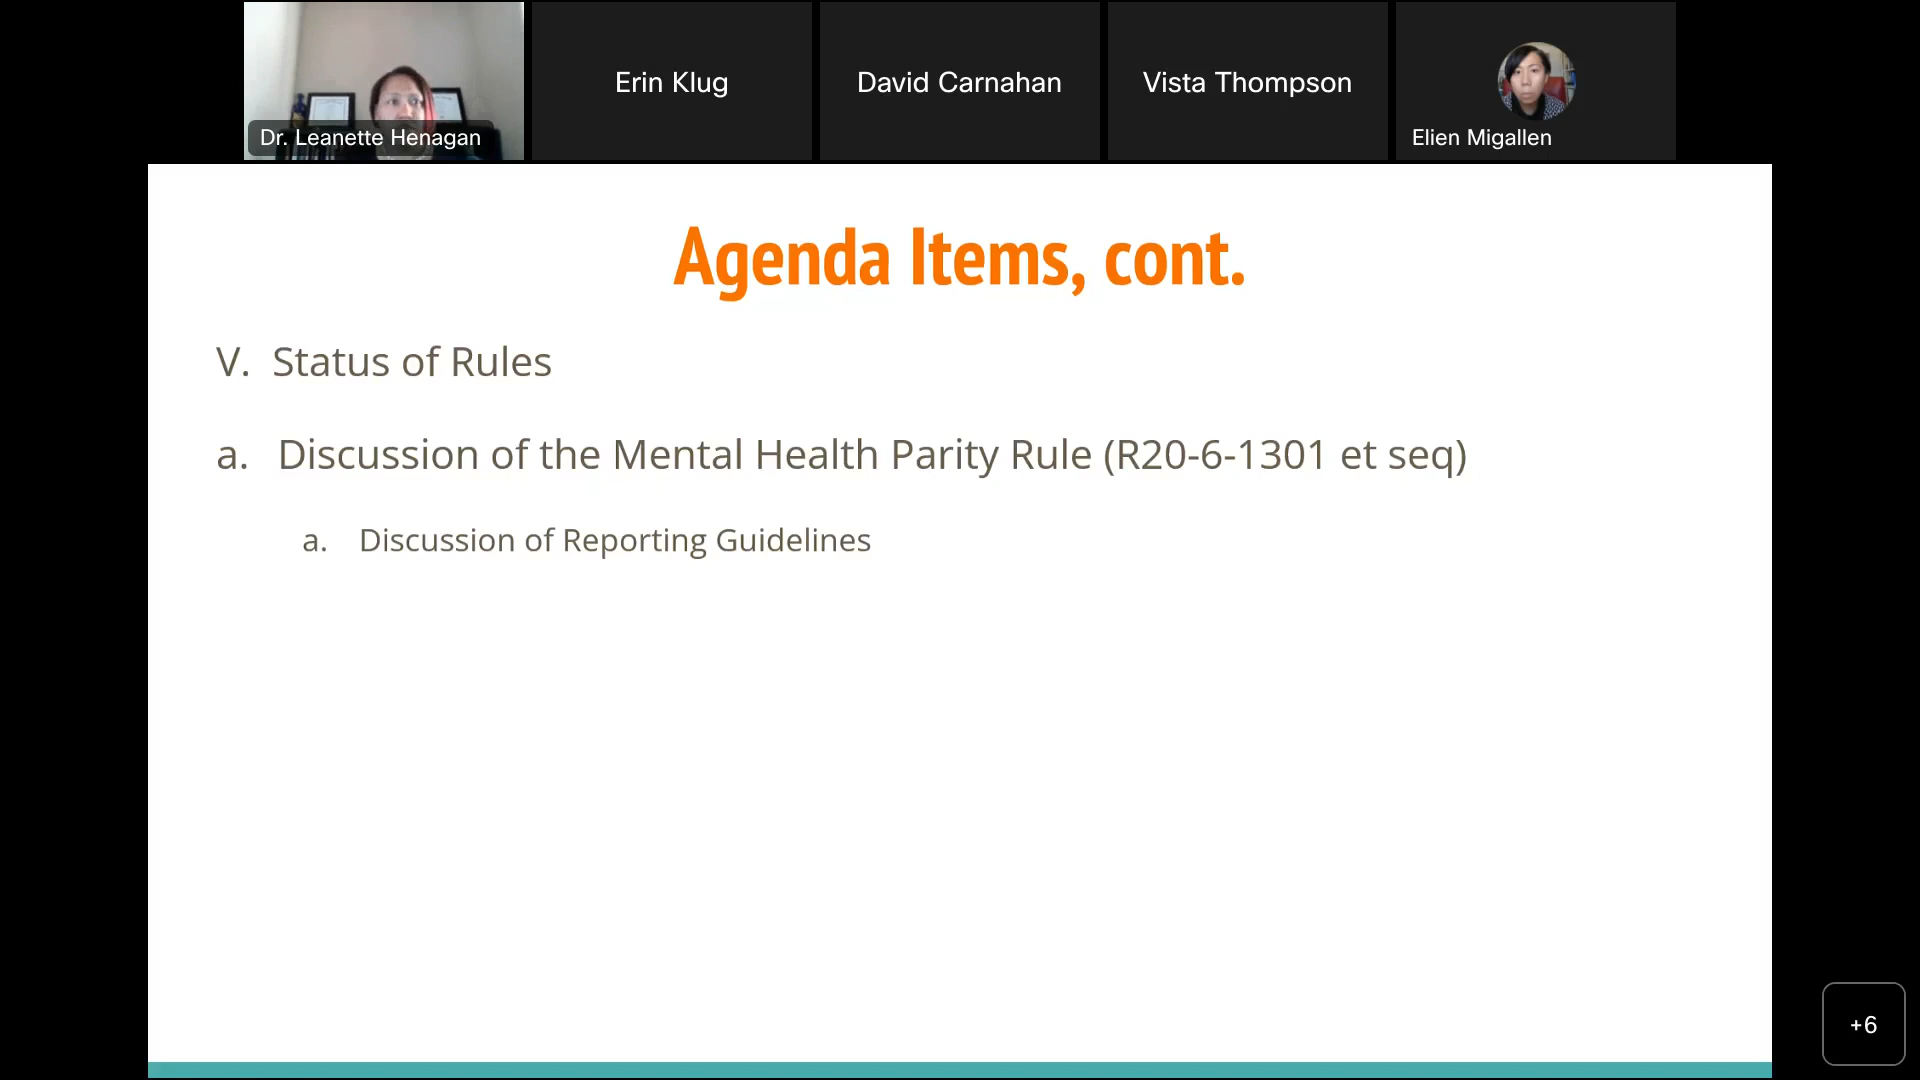 Dr. Leanette Henagan
Erin Klug
David Carnahan
Vista Thompson
Elien Migallen
Agenda Items, cont.
V. Status of Rules
a. Discussion of the Mental Health Parity Rule (R20-6-1301 et seq)
a. Discussion of Reporting Guidelines
+6